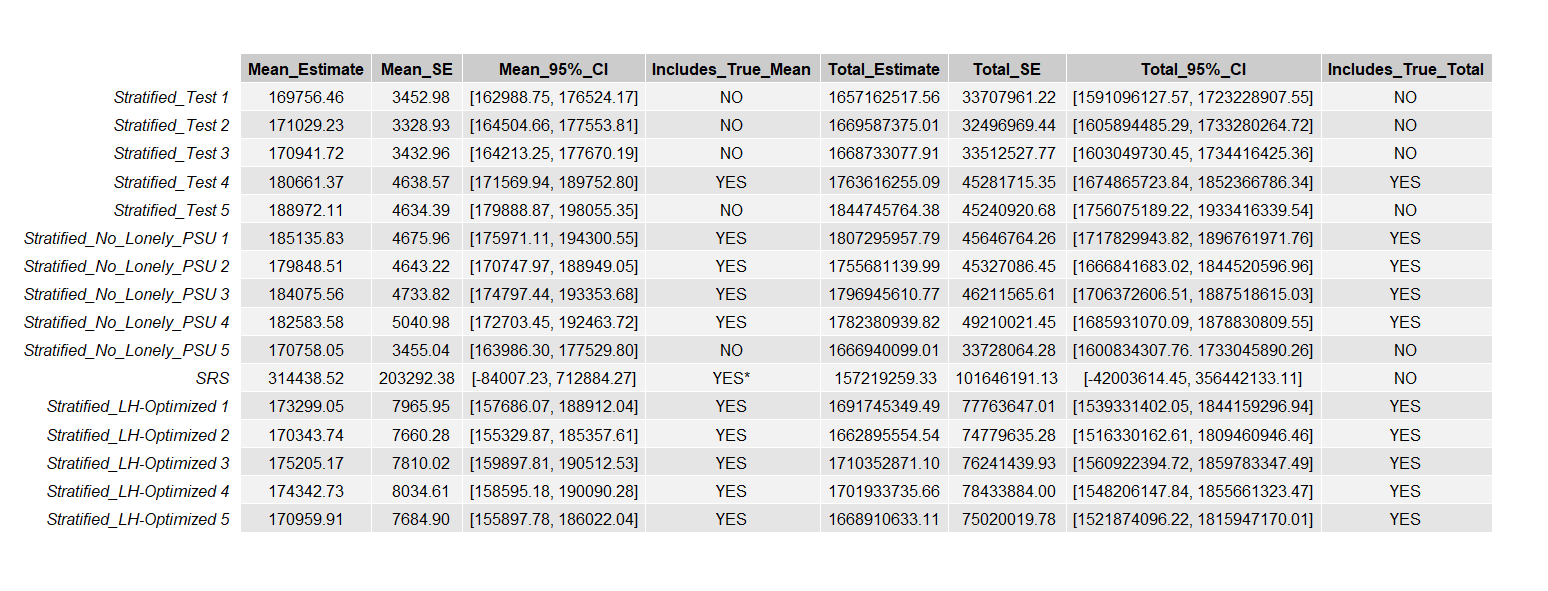 Mean_Estimate Mean_SE Mean_95%_CI Includes_True_Mean Total_Estimate Total_SE Total_95%_CI Includes_True_Total
Stratified_Test 1 169756.46 3452.98 [162988.75, 176524.17] NO 1657162517.56 33707961.22 [1591096127.57, 1723228907.55] NO
Stratified_Test 2 171029.23 3328.93 [164504.66, 177553.81] NO 1669587375.01 32496969.44 [1605894485.29, 1733280264.72] NO
Stratified_Test 3 170941.72 3432.96 [164213.25, 177670.19] NO 1668733077.91 33512527.77 [1603049730.45, 1734416425.36] NO
Stratified_Test 4 180661.37 4638.57 [171569.94, 189752.80] YES 1763616255.09 45281715.35 [1674865723.84, 1852366786.34] YES
Stratified_Test 5 188972.11 4634.39 [179888.87, 198055.35] NO 1844745764.38 45240920.68 [1756075189.22, 1933416339.54] NO
Stratified_No_Lonely_PSU 1 185135.83 4675.96 [175971.11, 194300.55] YES 1807295957.79 45646764.26 [1717829943.82, 1896761971.76] YES
Stratified_No_Lonely_PSU 2 179848.51 4643.22 [170747.97, 188949.05] YES 1755681139.99 45327086.45 [1666841683.02, 1844520596.96] YES
Stratified_No_Lonely_PSU 3 184075.56 4733.82 [174797.44, 193353.68] YES 1796945610.77 46211565.61 [1706372606.51, 1887518615.03] YES
Stratified_No_Lonely_PSU 4 182583.58 5040.98 [172703.45, 192463.72] YES 1782380939.82 49210021.45 [1685931070.09, 1878830809.55] YES
Stratified_No_Lonely_PSU 5 170758.05 3455.04 [163986.30, 177529.80] NO 1666940099.01 33728064.28 [1600834307.76. 1733045890.26] NO
SRS 314438.52 203292.38 [-84007.23, 712884.27] YES* 157219259.33 101646191.13 [-42003614.45, 356442133.11] NO
Stratified_LH-Optimized 1 173299.05 7965.95 [157686.07, 188912.04] YES 1691745349.49 77763647.01 [1539331402.05, 1844159296.94] YES
Stratified_LH-Optimized 2 170343.74 7660.28 [155329.87, 185357.61] YES 1662895554.54 74779635.28 [1516330162.61, 1809460946.46] YES
Stratified_LH-Optimized 3 175205.17 7810.02 [159897.81, 190512.53] YES 1710352871.10 76241439.93 [1560922394.72, 1859783347.49] YES
Stratified_LH-Optimized 4 174342.73 8034.61 [158595.18, 190090.28] YES 1701933735.66 78433884.00 [1548206147.84, 1855661323.47] YES
Stratified_LH-Optimized 5 170959.91 7684.90 [155897.78, 186022.04] YES 1668910633.11 75020019.78 [1521874096.22, 1815947170.01] YES